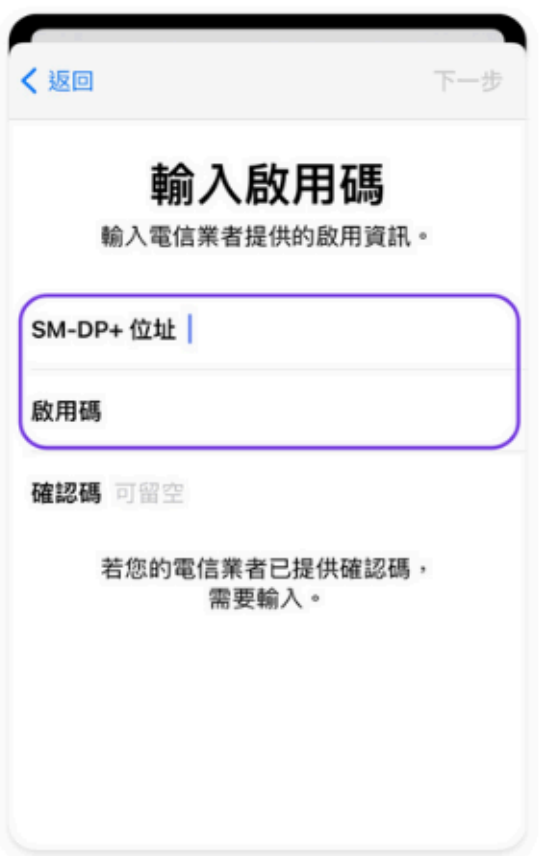 返回
下一步
輸入啟用碼
輸入電信業者提供的啟用資訊。
SM-DP+ 位址
啟用碼
確認碼 可留空
若您的電信業者已提供確認碼，
需要輸入。